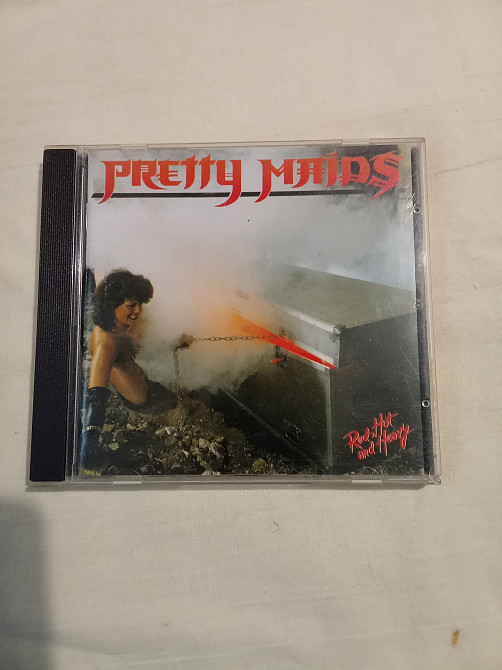 PRETTY MAIDS
Red, Hot
and Heavy